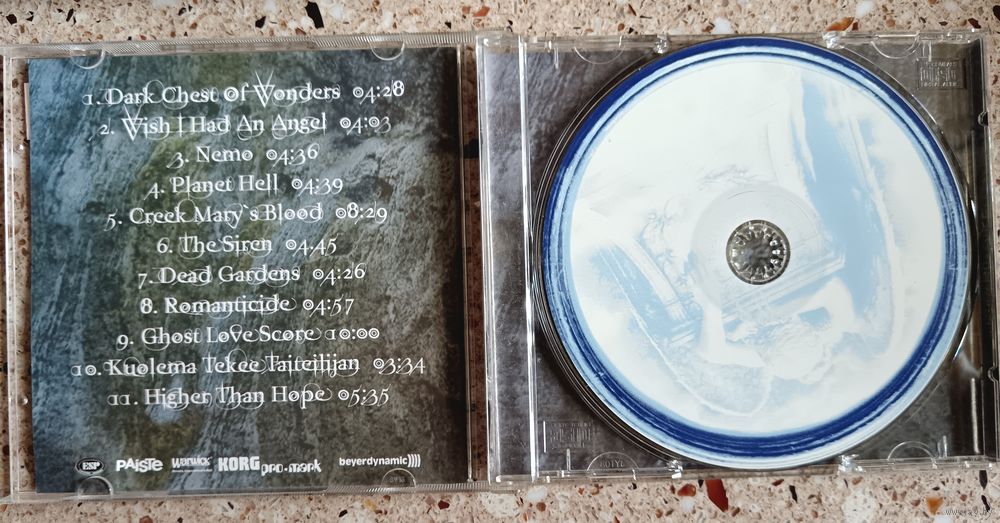 1. Dark Chest Of Wonders 04:28
2. Wish I Had An Angel 04:03
3. Nemo 04:36
4. Planet Hell 04:39
5. Creek Mary`s Blood 08:29
6. The Siren 04.45
7. Dead Gardens 04:26
8. Romanticide 04:57
9. Ghost Love Score 10:00
10. Kuolema Tekee Taiteilijan 03:34
11. Higher Than Hope 05:35
ESP PAiSTe warwick KORG pro-mark beyerdynamic))))